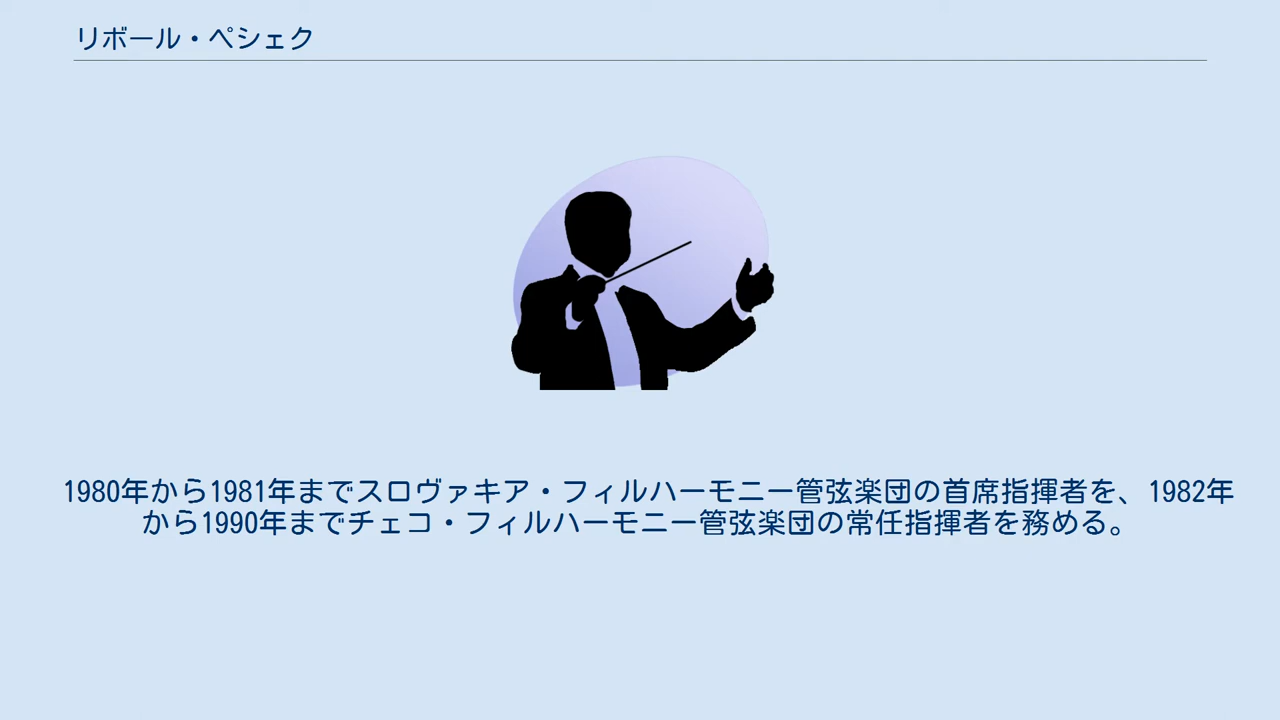 リボール・ペシェク
1980年から1981年までスロヴァキア・フィルハーモニー管弦楽団の首席指揮者を、1982年
から1990年までチェコ・フィルハーモニー管弦楽団の常任指揮者を務める。